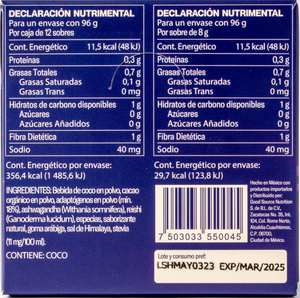 DECLARACIÓN NUTRIMENTAL
Para un envase con 96 g
Por caja de 12 sobres
Cont. Energético 11,5 kcal (48 kJ)
Proteínas 0,3 g
Grasas Totales 0,7 g
Grasas Saturadas 0,1 g
Grasas Trans 0 mg
Hidratos de carbono disponibles 1 g
Azúcares 0 g
Azúcares Añadidos 0 g
Fibra Dietética 1 g
Sodio 40 mg
Cont. Energético por envase:
356,4 kcal (1 485,6 kJ)
DECLARACIÓN NUTRIMENTAL
Para un envase con 96 g
Por sobre de 8 g
Cont. Energético 11,5 kcal (48 kJ)
Proteínas 0,3 g
Grasas Totales 0,7 g
Grasas Saturadas 0,1 g
Grasas Trans 0 mg
Hidratos de carbono disponibles 1 g
Azúcares 0 g
Azúcares Añadidos 0 g
Fibra Dietética 1 g
Sodio 40 mg
Cont. Energético por envase:
29,7 kcal (123,8 kJ)
INGREDIENTES: Bebida de coco en polvo, cacao
orgánico en polvo, adaptógenos en polvo (mín.
18%), ashwagandha (Withania somnifera), reishi
(Ganoderma lucidum), especias, saborizante
natural, goma arábiga, sal de Himalaya, stevia
(11 mg/100 ml).
CONTIENE: COCO
7 503033 550045
Hecho en México con
productos importados
y distribuido por:
Good Source Nutrition
S. de R.L. de C.V.
Zacatecas No. 35, Int.
104, Col. Roma Norte,
Alcaldía Cuauhtémoc,
C.P. 06700,
Ciudad de México.
Lote y consumo pref.:
LSHMAY0323 EXP/MAR/2025